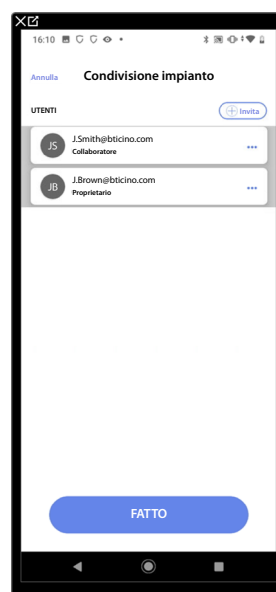 16:10
Annulla
Condivisione impianto
UTENTI
Invita
JS
J.Smith@bticino.com
Collaboratore
JB
J.Brown@bticino.com
Proprietario
FATTO